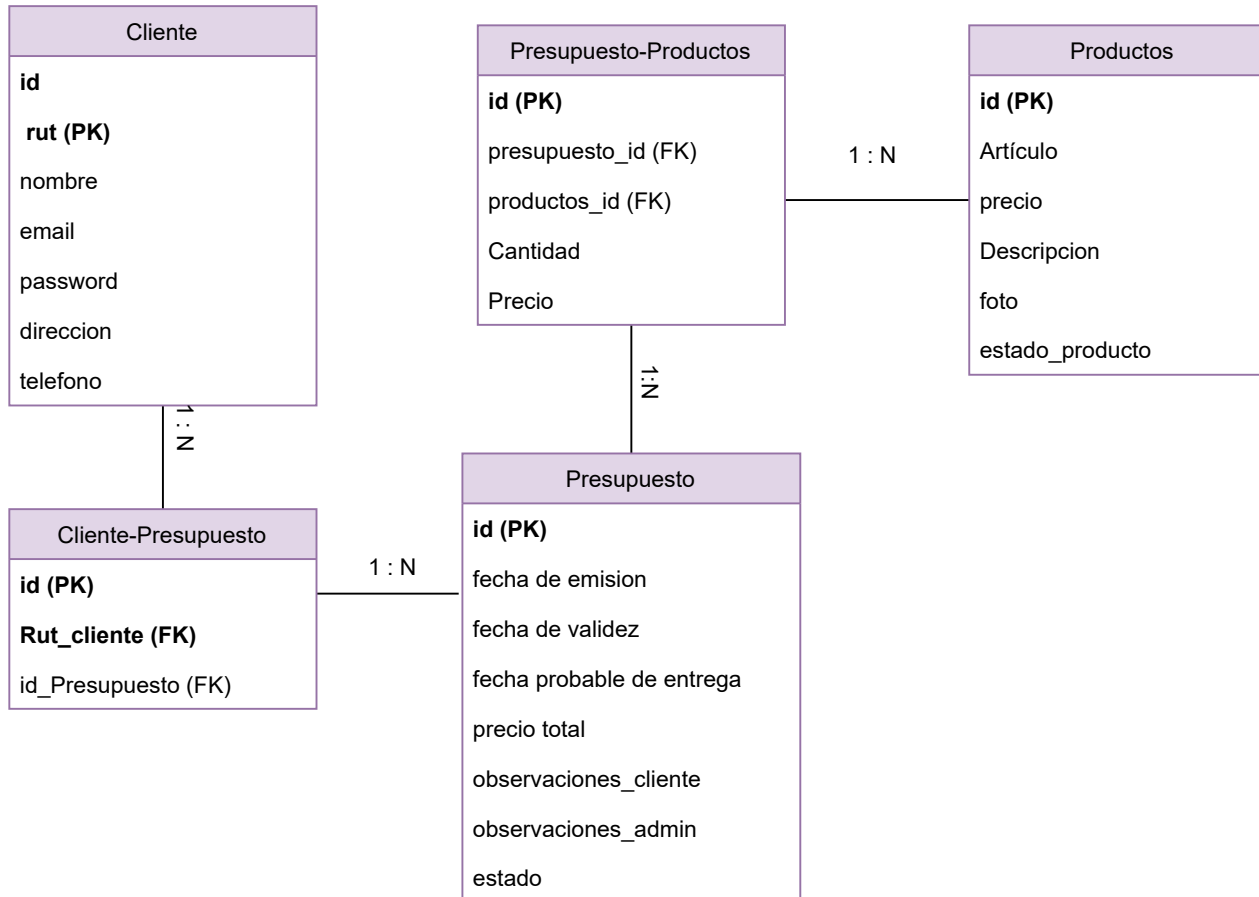 Cliente
id
rut (PK)
nombre
email
password
direccion
telefono
1 : N
Cliente-Presupuesto
id (PK)
Rut_cliente (FK)
id_Presupuesto (FK)
1 : N
Presupuesto-Productos
id (PK)
presupuesto_id (FK)
productos_id (FK)
Cantidad
Precio
1 : N
1:N
Productos
id (PK)
Artículo
precio
Descripcion
foto
estado_producto
Presupuesto
id (PK)
fecha de emision
fecha de validez
fecha probable de entrega
precio total
observaciones_cliente
observaciones_admin
estado